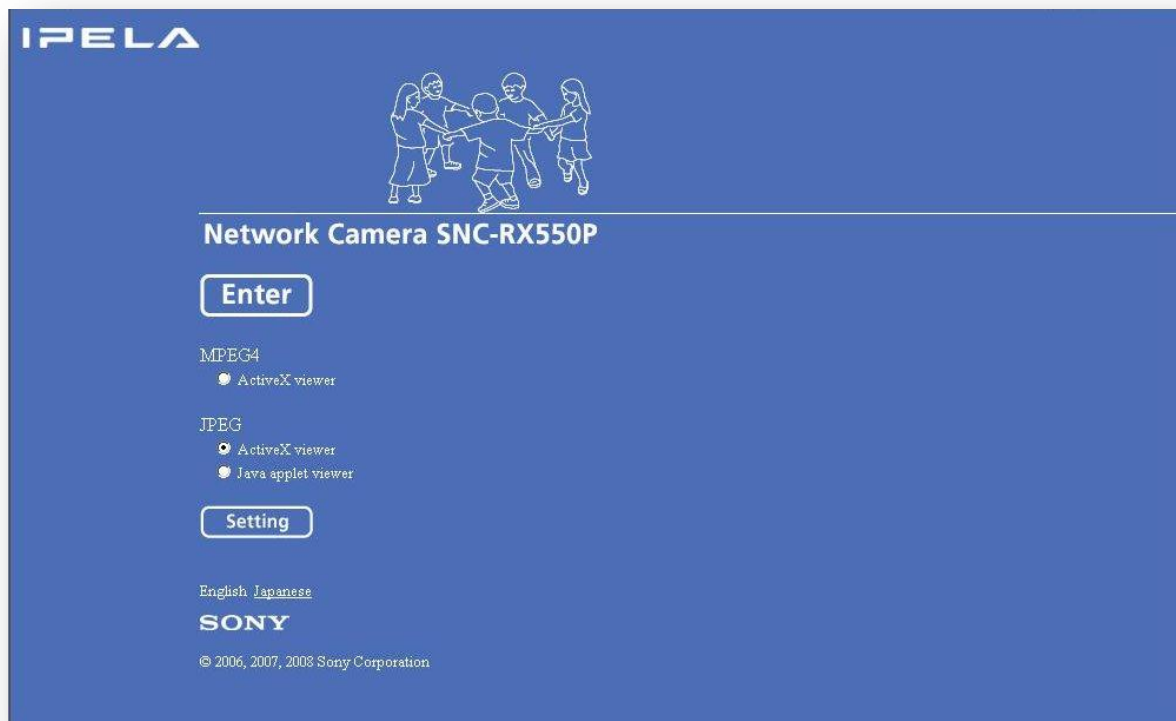 IPELA
Network Camera SNC-RX550P
Enter
MPEG4
ActiveX viewer
JPEG
ActiveX viewer
Java applet viewer
Setting
English Japanese
SONY
© 2006, 2007, 2008 Sony Corporation